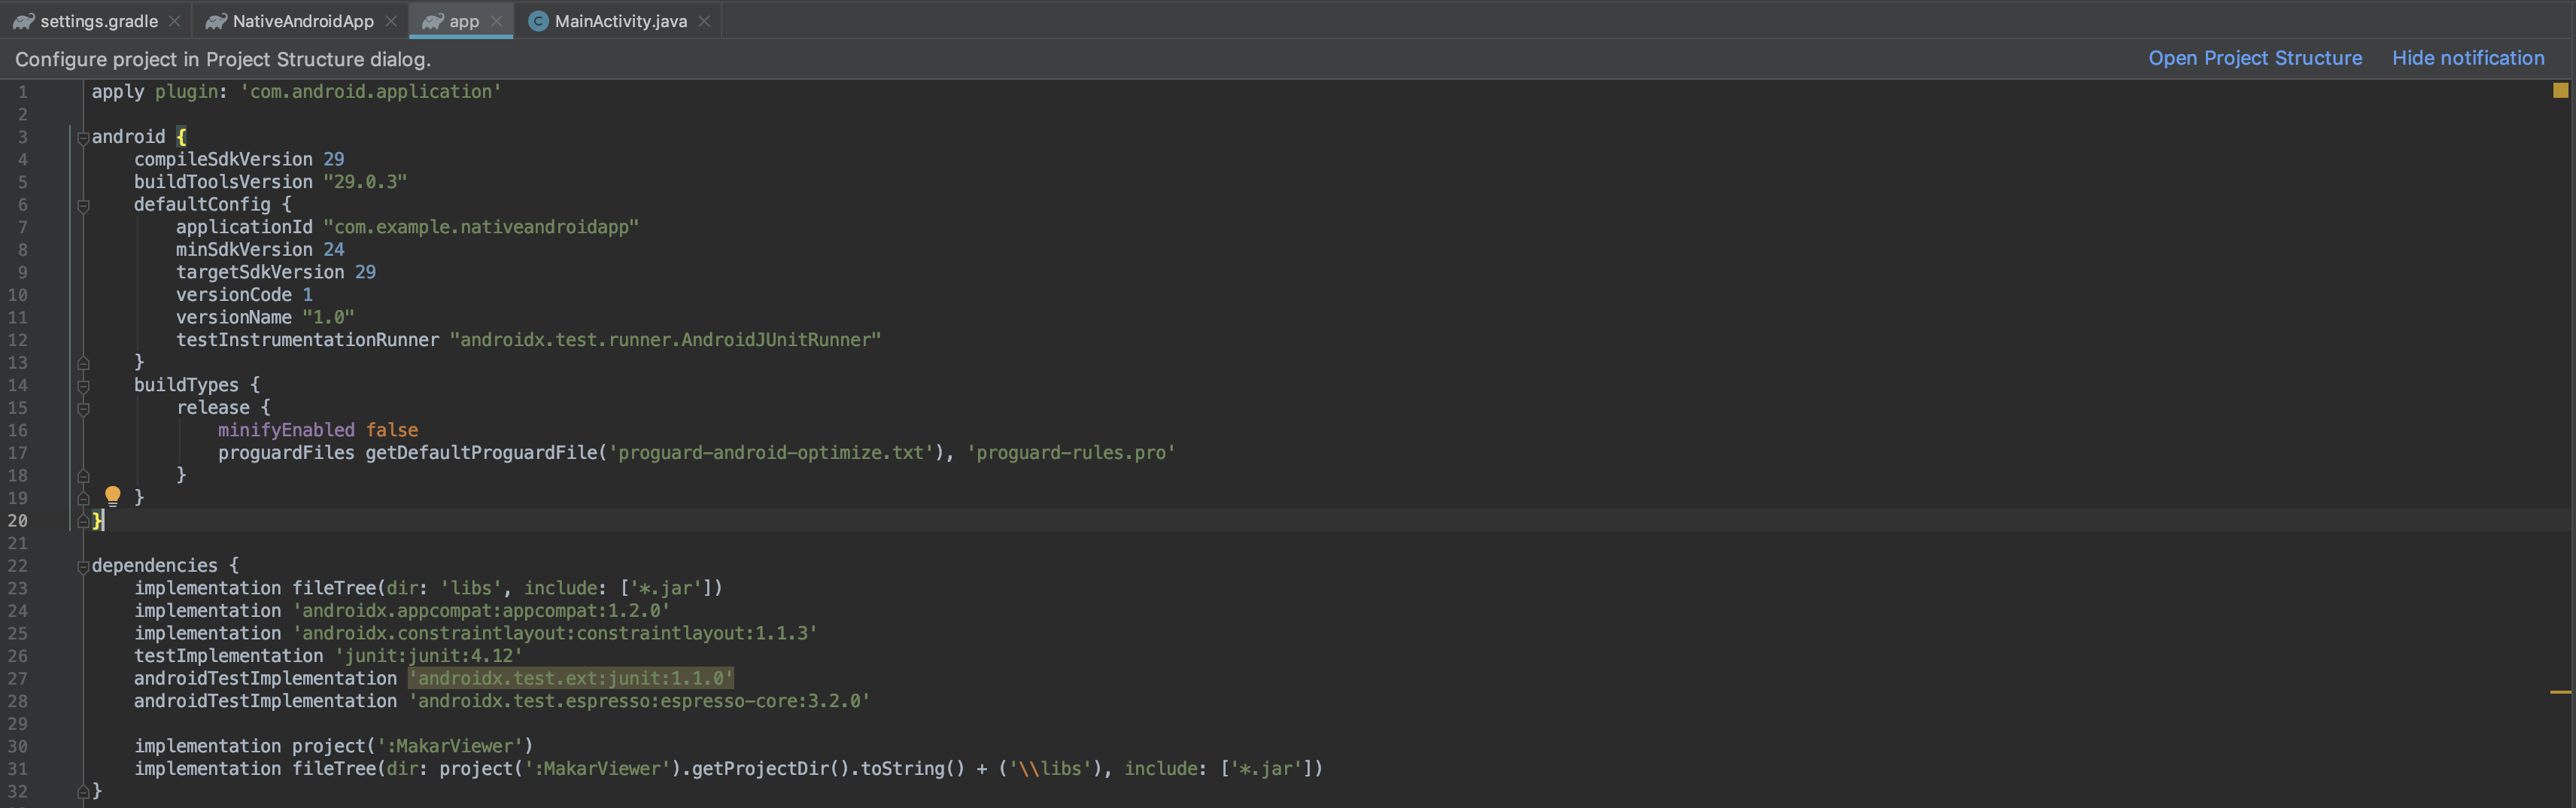 settings.gradle NativeAndroidApp app MainActivity.java
Configure project in Project Structure dialog. Open Project Structure Hide notification
1 apply plugin: 'com.android.application'
2
3 android {
4 compileSdkVersion 29
5 buildToolsVersion "29.0.3"
6 defaultConfig {
7 applicationId "com.example.nativeandroidapp"
8 minSdkVersion 24
9 targetSdkVersion 29
10 versionCode 1
11 versionName "1.0"
12 testInstrumentationRunner "androidx.test.runner.AndroidJUnitRunner"
13 }
14 buildTypes {
15 release {
16 minifyEnabled false
17 proguardFiles getDefaultProguardFile('proguard-android-optimize.txt'), 'proguard-rules.pro'
18 }
19 }
20 }
21
22 dependencies {
23 implementation fileTree(dir: 'libs', include: ['*.jar'])
24 implementation 'androidx.appcompat:appcompat:1.2.0'
25 implementation 'androidx.constraintlayout:constraintlayout:1.1.3'
26 testImplementation 'junit:junit:4.12'
27 androidTestImplementation 'androidx.test.ext:junit:1.1.0'
28 androidTestImplementation 'androidx.test.espresso:espresso-core:3.2.0'
29
30 implementation project(':MakarViewer')
31 implementation fileTree(dir: project(':MakarViewer').getProjectDir().toString() + ('\\libs'), include: ['*.jar'])
32 }